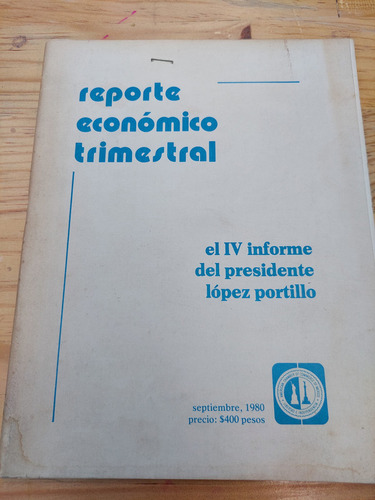 reporte
económico
trimestral
el IV informe
del presidente
lópez portillo
septiembre, 1980
precio: $400 pesos